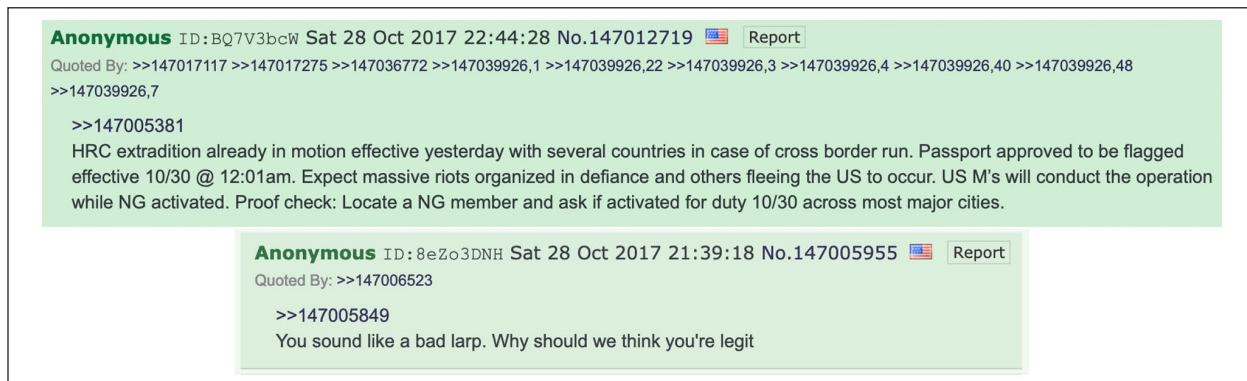 Anonymous ID:BQ7V3bcW Sat 28 Oct 2017 22:44:28 No.147012719 Report
Quoted By: >>147017117 >>147017275 >>147036772 >>147039926,1 >>147039926,22 >>147039926,3 >>147039926,4 >>147039926,40 >>147039926,48
>>147039926,7
>>147005381
HRC extradition already in motion effective yesterday with several countries in case of cross border run. Passport approved to be flagged
effective 10/30 @ 12:01am. Expect massive riots organized in defiance and others fleeing the US to occur. US M's will conduct the operation
while NG activated. Proof check: Locate a NG member and ask if activated for duty 10/30 across most major cities.
Anonymous ID:8eZo3DNH Sat 28 Oct 2017 21:39:18 No.147005955 Report
Quoted By: >>147006523
>>147005849
You sound like a bad larp. Why should we think you're legit